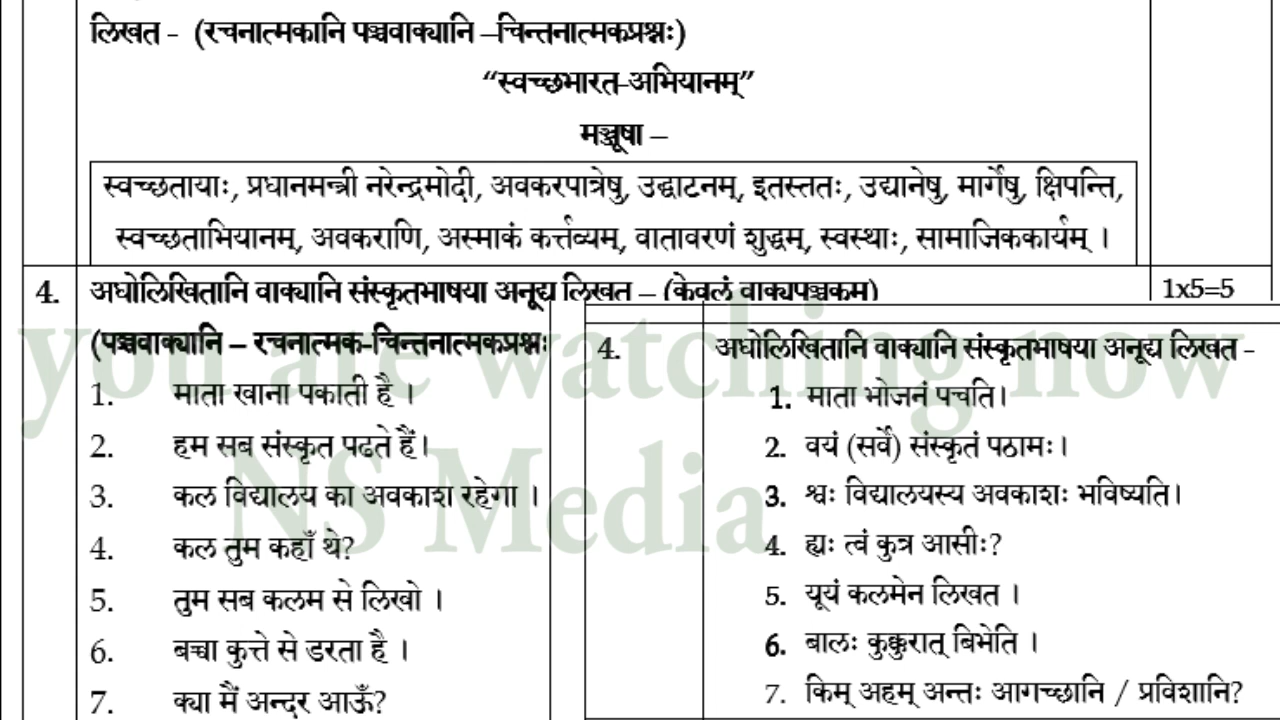 लिखत - (रचनात्मकानि पञ्चवाक्यानि –चिन्तनात्मकप्रश्नः)
“स्वच्छभारत-अभियानम्”
मञ्जूषा –
स्वच्छतायाः, प्रधानमन्त्री नरेन्द्रमोदी, अवकरपात्रेषु, उद्घाटनम्, इतस्ततः, उद्यानेषु, मार्गेषु, क्षिपन्ति,
स्वच्छताभियानम्, अवकराणि, अस्माकं कर्त्तव्यम्, वातावरणं शुद्धम्, स्वस्थाः, सामाजिककार्यम् ।
4. अधोलिखितानि वाक्यानि संस्कृतभाषया अनूद्य लिखत – (केवलं वाक्यपञ्चकम्) 1x5=5
(पञ्चवाक्यानि – रचनात्मक-चिन्तनात्मकप्रश्नः
1. माता खाना पकाती है ।
2. हम सब संस्कृत पढते हैं।
3. कल विद्यालय का अवकाश रहेगा ।
4. कल तुम कहाँ थे?
5. तुम सब कलम से लिखो ।
6. बच्चा कुत्ते से डरता है ।
7. क्या मैं अन्दर आऊँ?
4. अधोलिखितानि वाक्यानि संस्कृतभाषया अनूद्य लिखत -
1. माता भोजनं पचति।
2. वयं (सर्वे) संस्कृतं पठामः।
3. श्वः विद्यालयस्य अवकाशः भविष्यति।
4. ह्यः त्वं कुत्र आसीः?
5. यूयं कलमेन लिखत ।
6. बालः कुक्कुरात् बिभेति ।
7. किम् अहम् अन्तः आगच्छानि / प्रविशानि?
you are watching now
NS Media